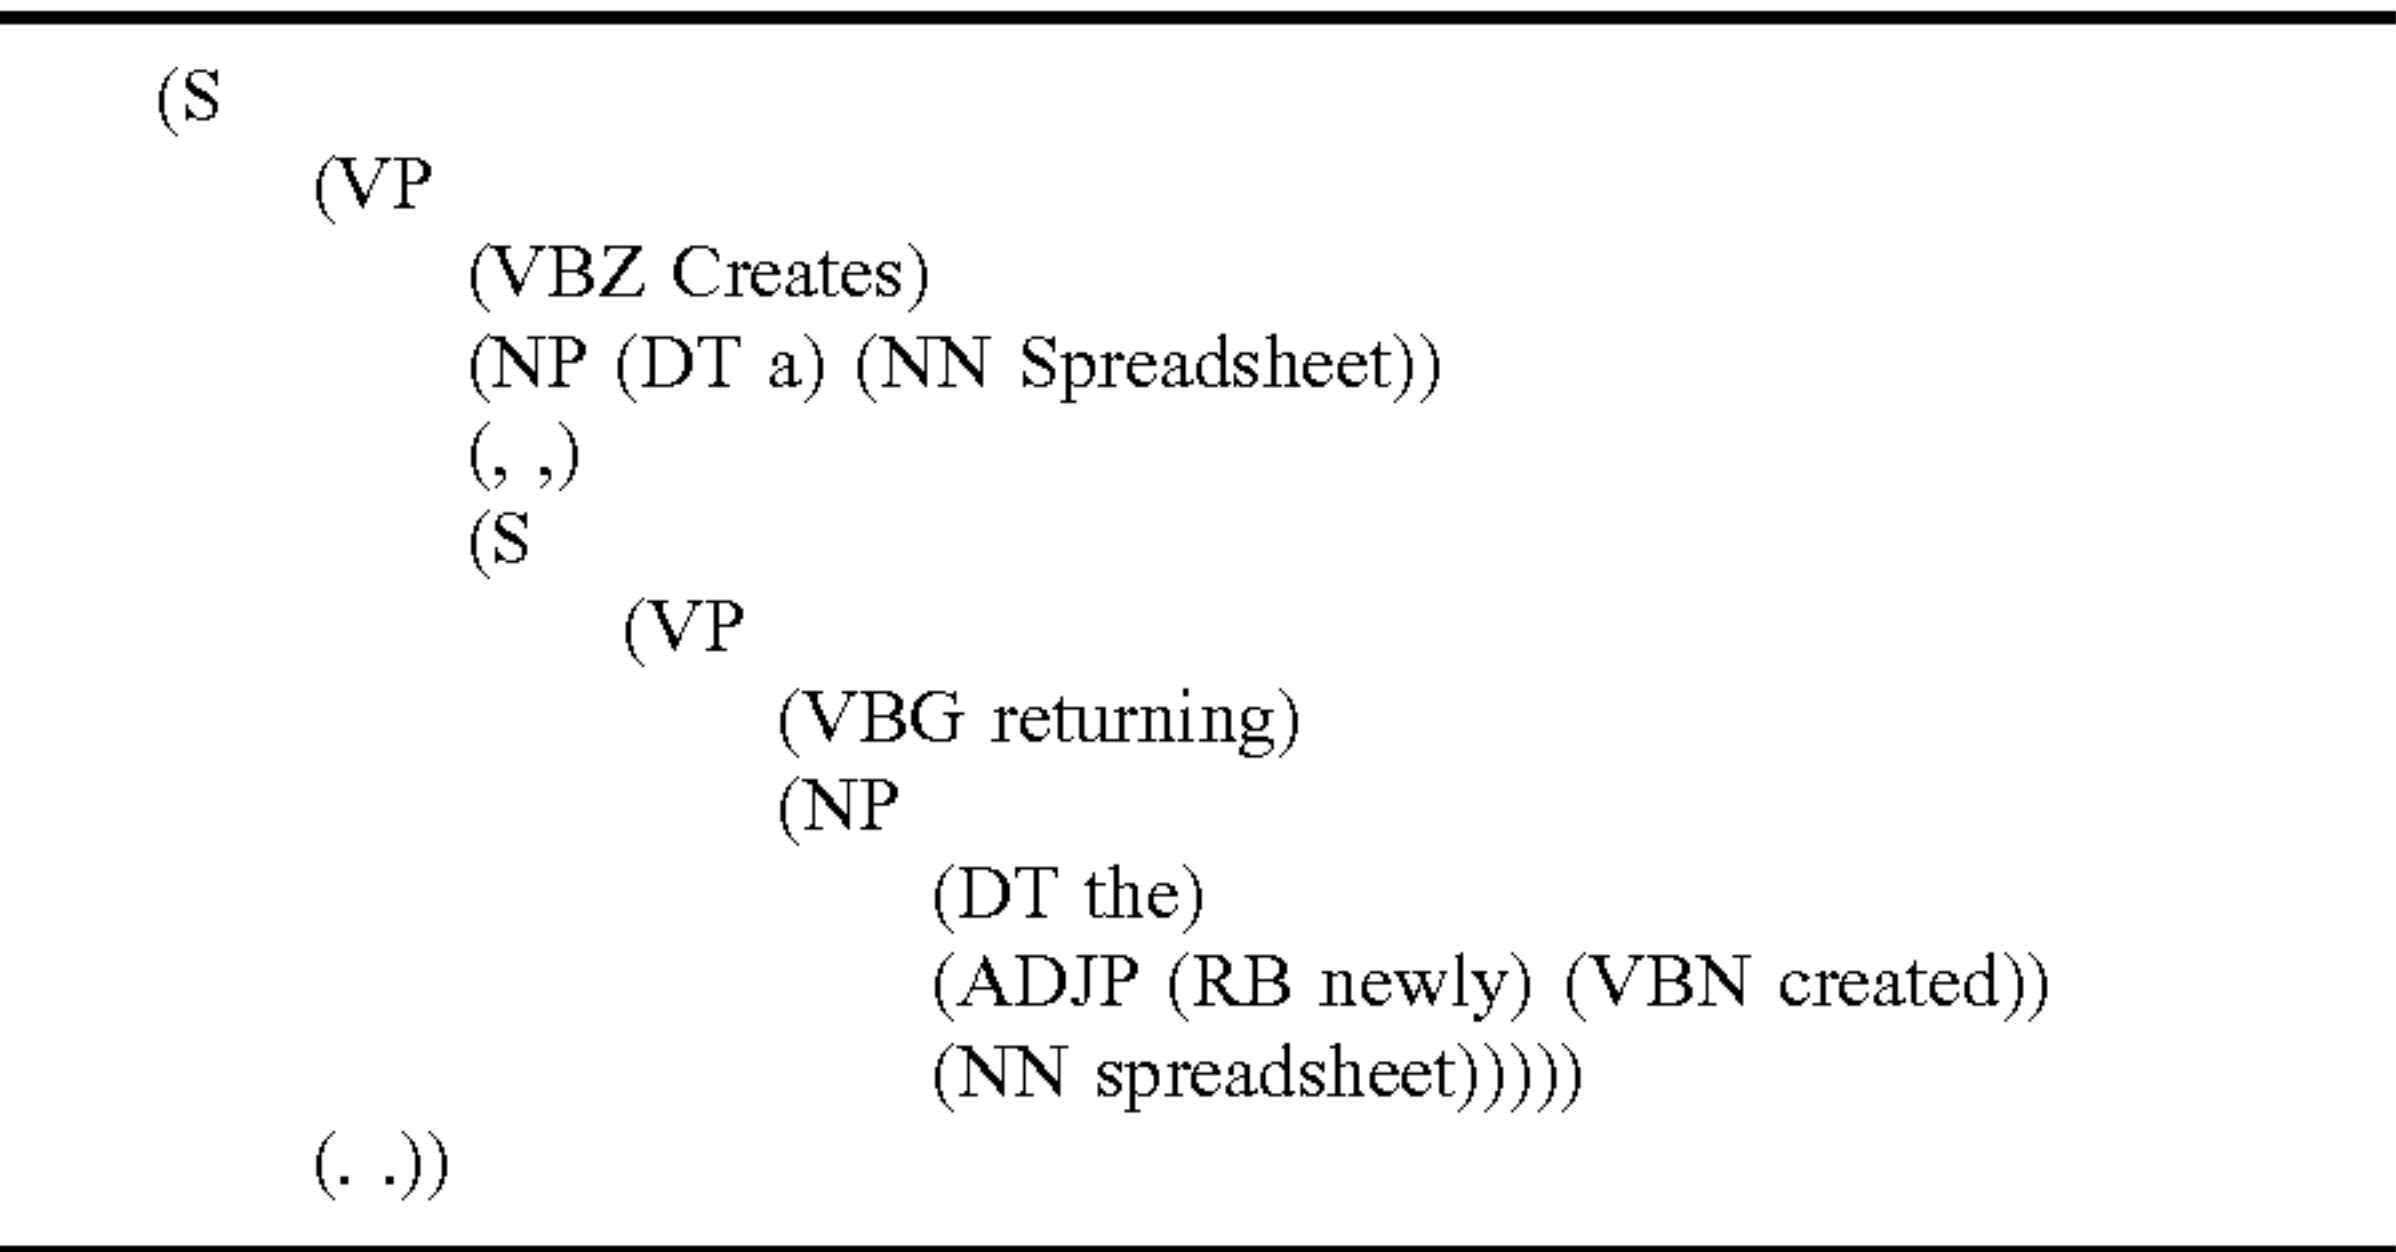 (S
(VP
(VBZ Creates)
(NP (DT a) (NN Spreadsheet))
(, ,)
(S
(VP
(VBG returning)
(NP
(DT the)
(ADJP (RB newly) (VBN created))
(NN spreadsheet)))))
(. .))